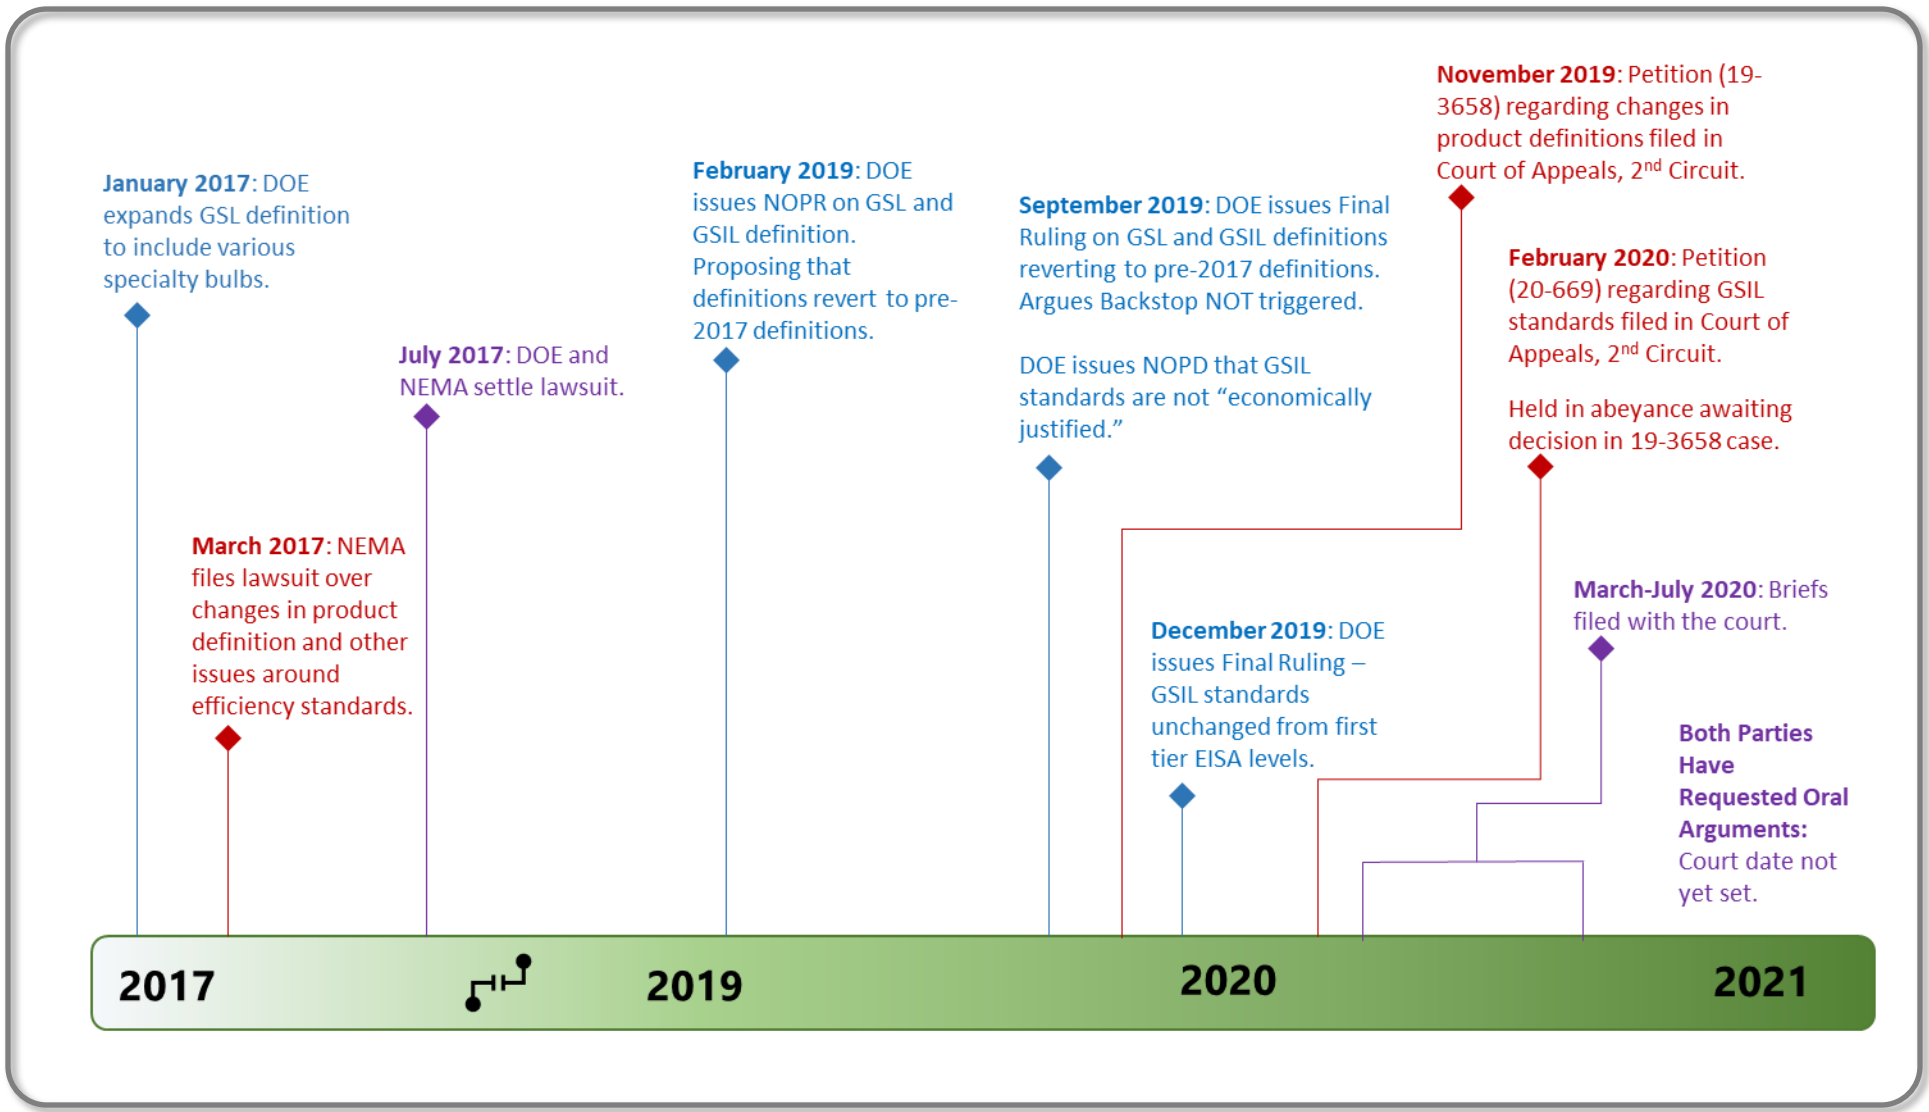 January 2017: DOE
expands GSL definition
to include various
specialty bulbs.
March 2017: NEMA
files lawsuit over
changes in product
definition and other
issues around
efficiency standards.
July 2017: DOE and
NEMA settle lawsuit.
February 2019: DOE
issues NOPR on GSL and
GSIL definition.
Proposing that
definitions revert to pre-
2017 definitions.
September 2019: DOE issues Final
Ruling on GSL and GSIL definitions
reverting to pre-2017 definitions.
Argues Backstop NOT triggered.
DOE issues NOPD that GSIL
standards are not “economically
justified.”
November 2019: Petition (19-
3658) regarding changes in
product definitions filed in
Court of Appeals, 2nd Circuit.
December 2019: DOE
issues Final Ruling –
GSIL standards
unchanged from first
tier EISA levels.
February 2020: Petition
(20-669) regarding GSIL
standards filed in Court of
Appeals, 2nd Circuit.
Held in abeyance awaiting
decision in 19-3658 case.
March-July 2020: Briefs
filed with the court.
Both Parties
Have
Requested Oral
Arguments:
Court date not
yet set.
2017
2019
2020
2021